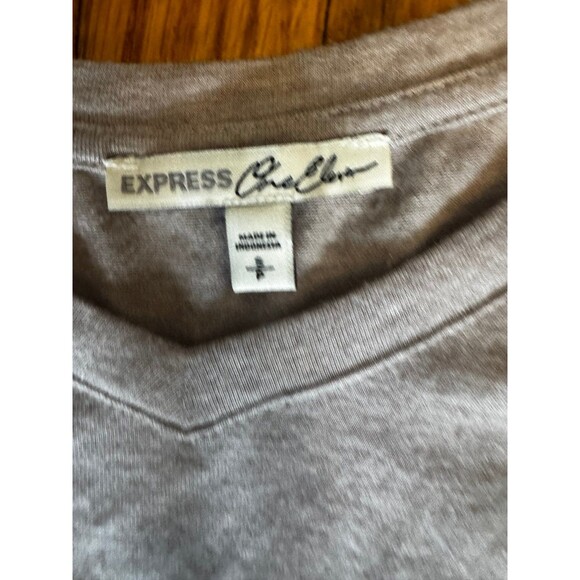 EXPRESS One Eleven
MADE IN
INDONESIA
S
P